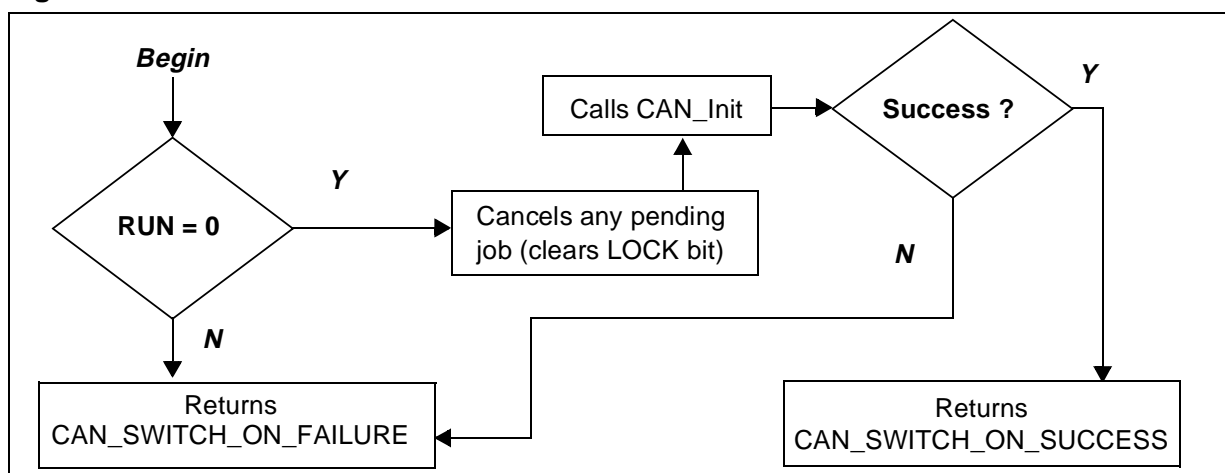 Begin
RUN = 0
Y
N
Cancels any pending
job (clears LOCK bit)
Calls CAN_Init
Success ?
Y
N
Returns
CAN_SWITCH_ON_FAILURE
Returns
CAN_SWITCH_ON_SUCCESS